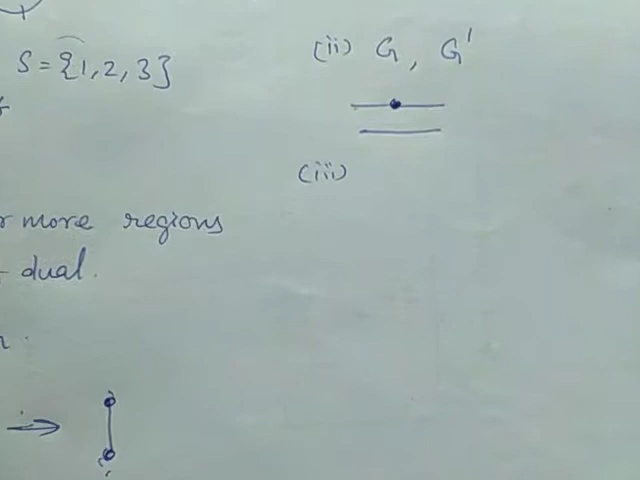 S = {1, 2, 3}
(ii) G, G'
(iii)
more regions
dual.